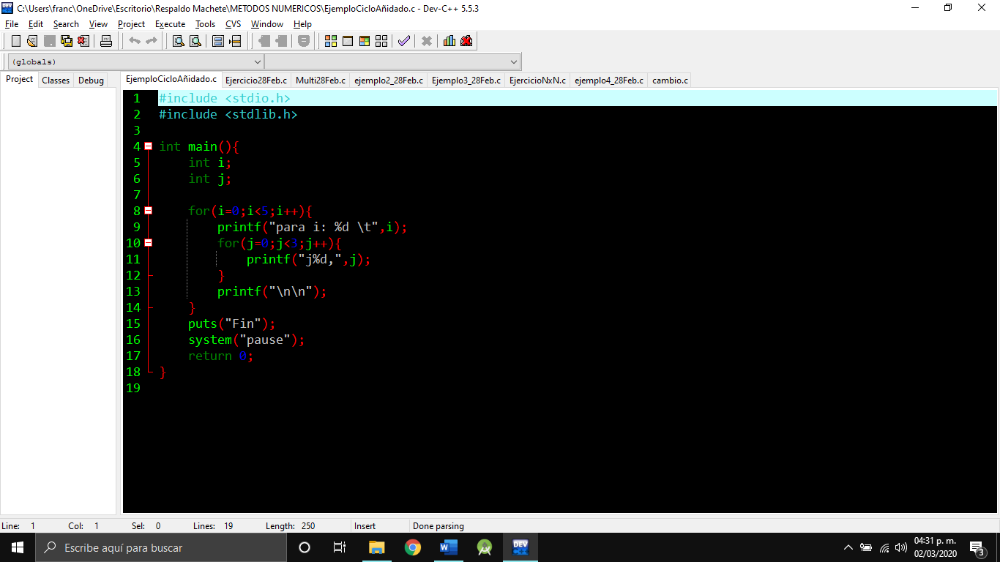 C:\Users\franc\OneDrive\Escritorio\Respaldo Machete\METODOS NUMERICOS\EjemploCicloAñidado.c - Dev-C++ 5.5.3
File Edit Search View Project Execute Tools CVS Window Help
(globals)
Project Classes Debug
EjemploCicloAñidado.c Ejercicio28Feb.c Multi28Feb.c ejemplo2_28Feb.c Ejemplo3_28Feb.c EjercicioNxN.c ejemplo4_28Feb.c cambio.c
1 #include <stdio.h>
2 #include <stdlib.h>
3
4 int main(){
5 int i;
6 int j;
7
8 for(i=0;i<5;i++){
9 printf("para i: %d \t",i);
10 for(j=0;j<3;j++){
11 printf("j%d,",j);
12 }
13 printf("\n\n");
14 }
15 puts("Fin");
16 system("pause");
17 return 0;
18 }
19
Line: 1 Col: 1 Sel: 0 Lines: 19 Length: 250 Insert Done parsing
Escribe aquí para buscar
DEV C++
04:31 p. m.
02/03/2020
3